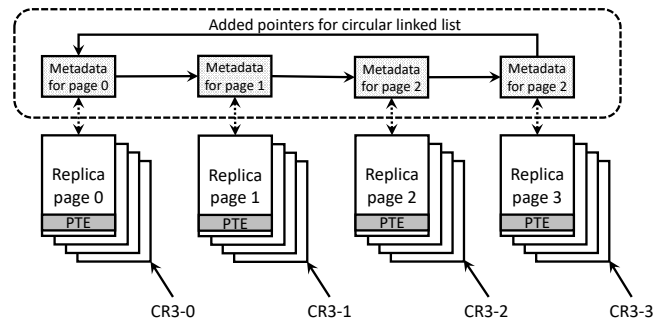 Added pointers for circular linked list
Metadata
for page 0
Metadata
for page 1
Metadata
for page 2
Metadata
for page 2
Replica
page 0
PTE
Replica
page 1
PTE
Replica
page 2
PTE
Replica
page 3
PTE
CR3-0
CR3-1
CR3-2
CR3-3